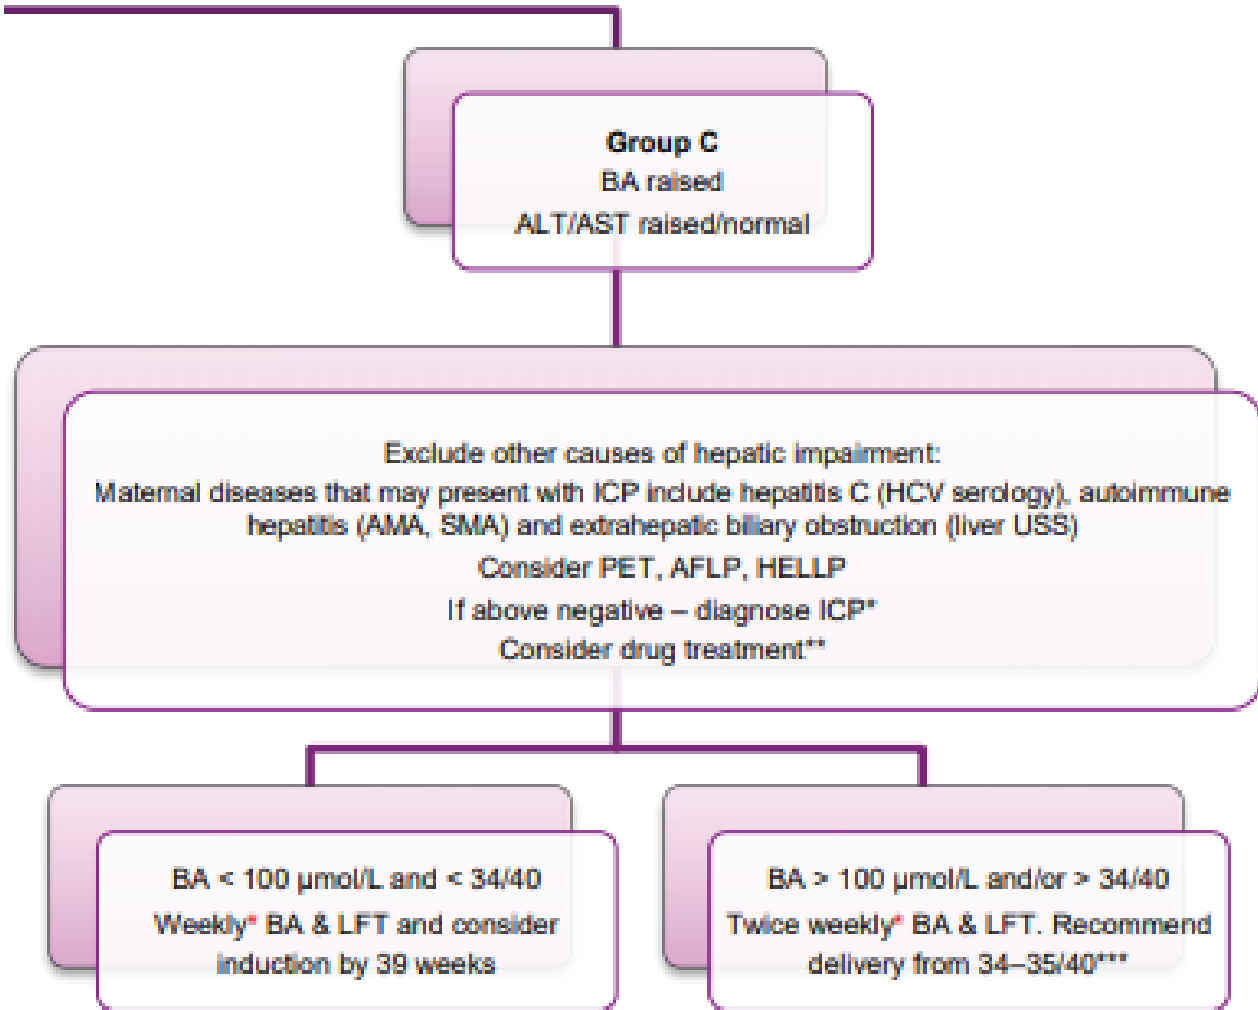 Group C
BA raised
ALT/AST raised/normal
Exclude other causes of hepatic impairment:
Maternal diseases that may present with ICP include hepatitis C (HCV serology), autoimmune
hepatitis (AMA, SMA) and extrahepatic biliary obstruction (liver USS)
Consider PET, AFLP, HELLP
If above negative – diagnose ICP*
Consider drug treatment**
BA < 100 µmol/L and < 34/40
Weekly* BA & LFT and consider
induction by 39 weeks
BA > 100 µmol/L and/or > 34/40
Twice weekly* BA & LFT. Recommend
delivery from 34–35/40***